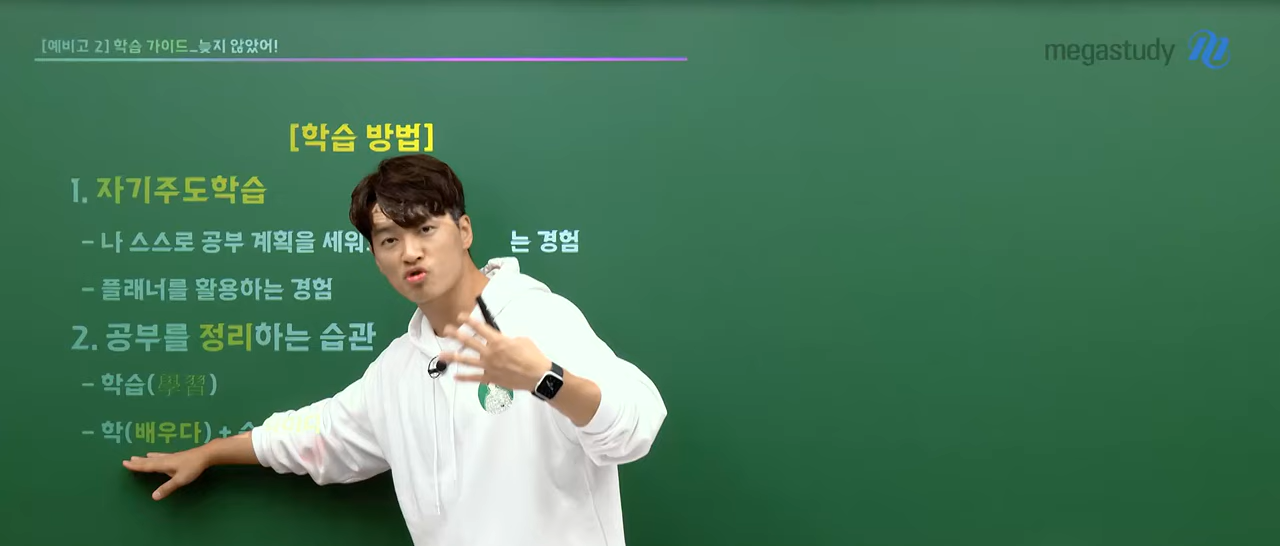 [예비고 2] 학습 가이드_늦지 않았어!
megastudy
[학습 방법]
1. 자기주도학습
- 나 스스로 공부 계획을 세워 는 경험
- 플래너를 활용하는 경험
2. 공부를 정리하는 습관
- 학습(學習)
- 학(배우다) +